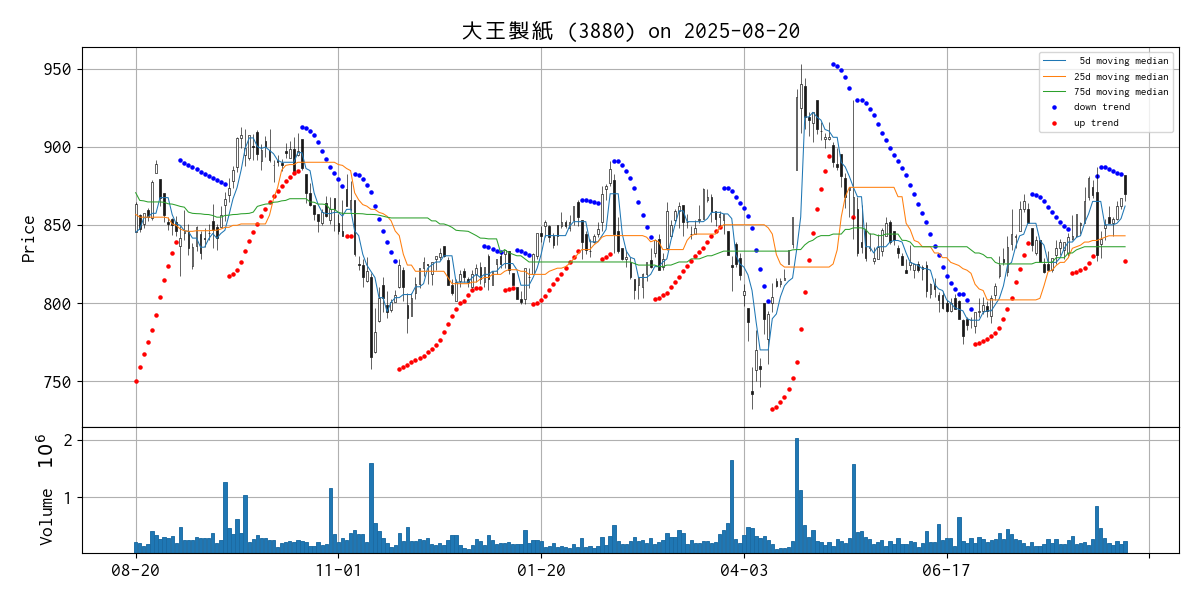 大王製紙 (3880) on 2025-08-20
5d moving median
25d moving median
75d moving median
down trend
up trend
Price
950
900
850
800
750
Volume 10^6
2
1
08-20
11-01
01-20
04-03
06-17